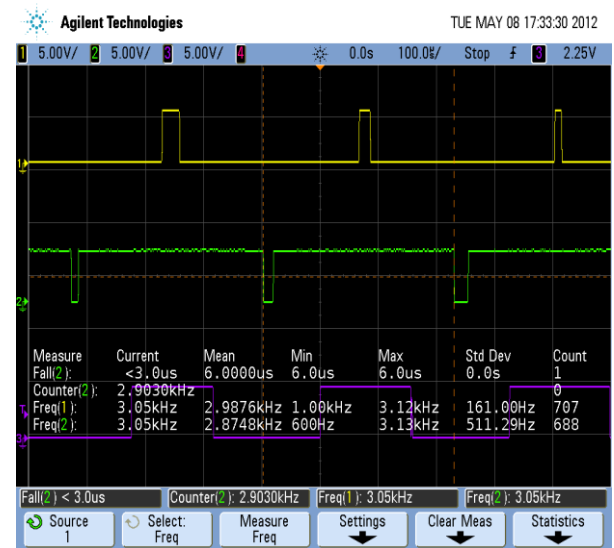 Agilent Technologies TUE MAY 08 17:33:30 2012
1 5.00V/ 2 5.00V/ 3 5.00V/ 4 0.0s 100.0㎲/ Stop 3 2.25V
1
2
Measure Current Mean Min Max Std Dev Count
Fall(2): <3.0us 6.0000us 6.0us 6.0us 0.0s 1
Counter(2): 2.9030kHz 0
Freq(1): 3.05kHz 2.9876kHz 1.00kHz 3.12kHz 161.00Hz 707
Freq(2): 3.05kHz 2.8748kHz 600Hz 3.13kHz 511.29Hz 688
T
3
Fall(2) < 3.0us Counter(2): 2.9030kHz Freq(1): 3.05kHz Freq(2): 3.05kHz
Source Select: Measure Settings Clear Meas Statistics
1 Freq Freq